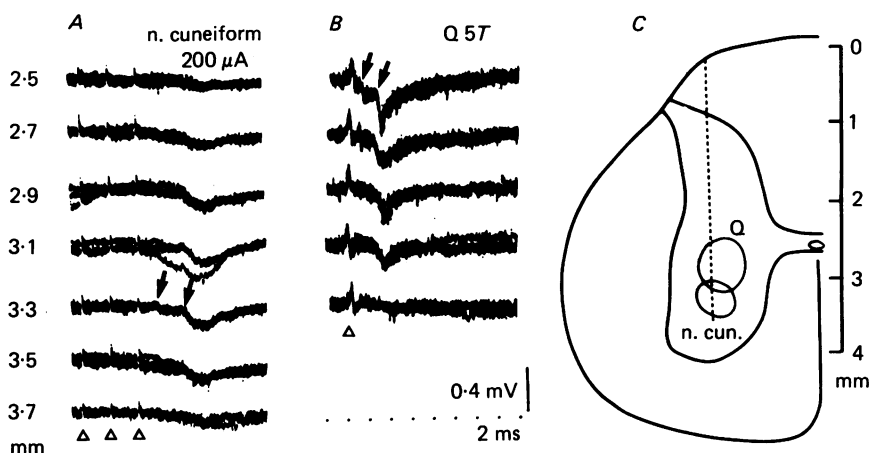 A
n. cuneiform
200 μA
2·5
2·7
2·9
3·1
3·3
3·5
3·7
mm
B
Q 5T
0·4 mV
2 ms
C
0
1
2
3
4
mm
Q
n. cun.